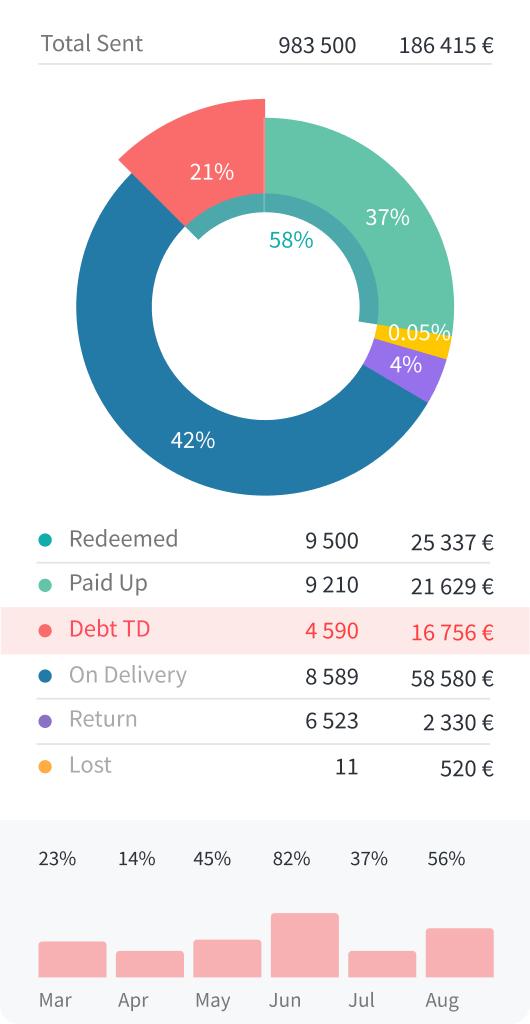 Total Sent 983 500 186 415 €
21%
37%
58%
0.05%
4%
42%
Redeemed 9 500 25 337 €
Paid Up 9 210 21 629 €
Debt TD 4 590 16 756 €
On Delivery 8 589 58 580 €
Return 6 523 2 330 €
Lost 11 520 €
23% 14% 45% 82% 37% 56%
Mar Apr May Jun Jul Aug